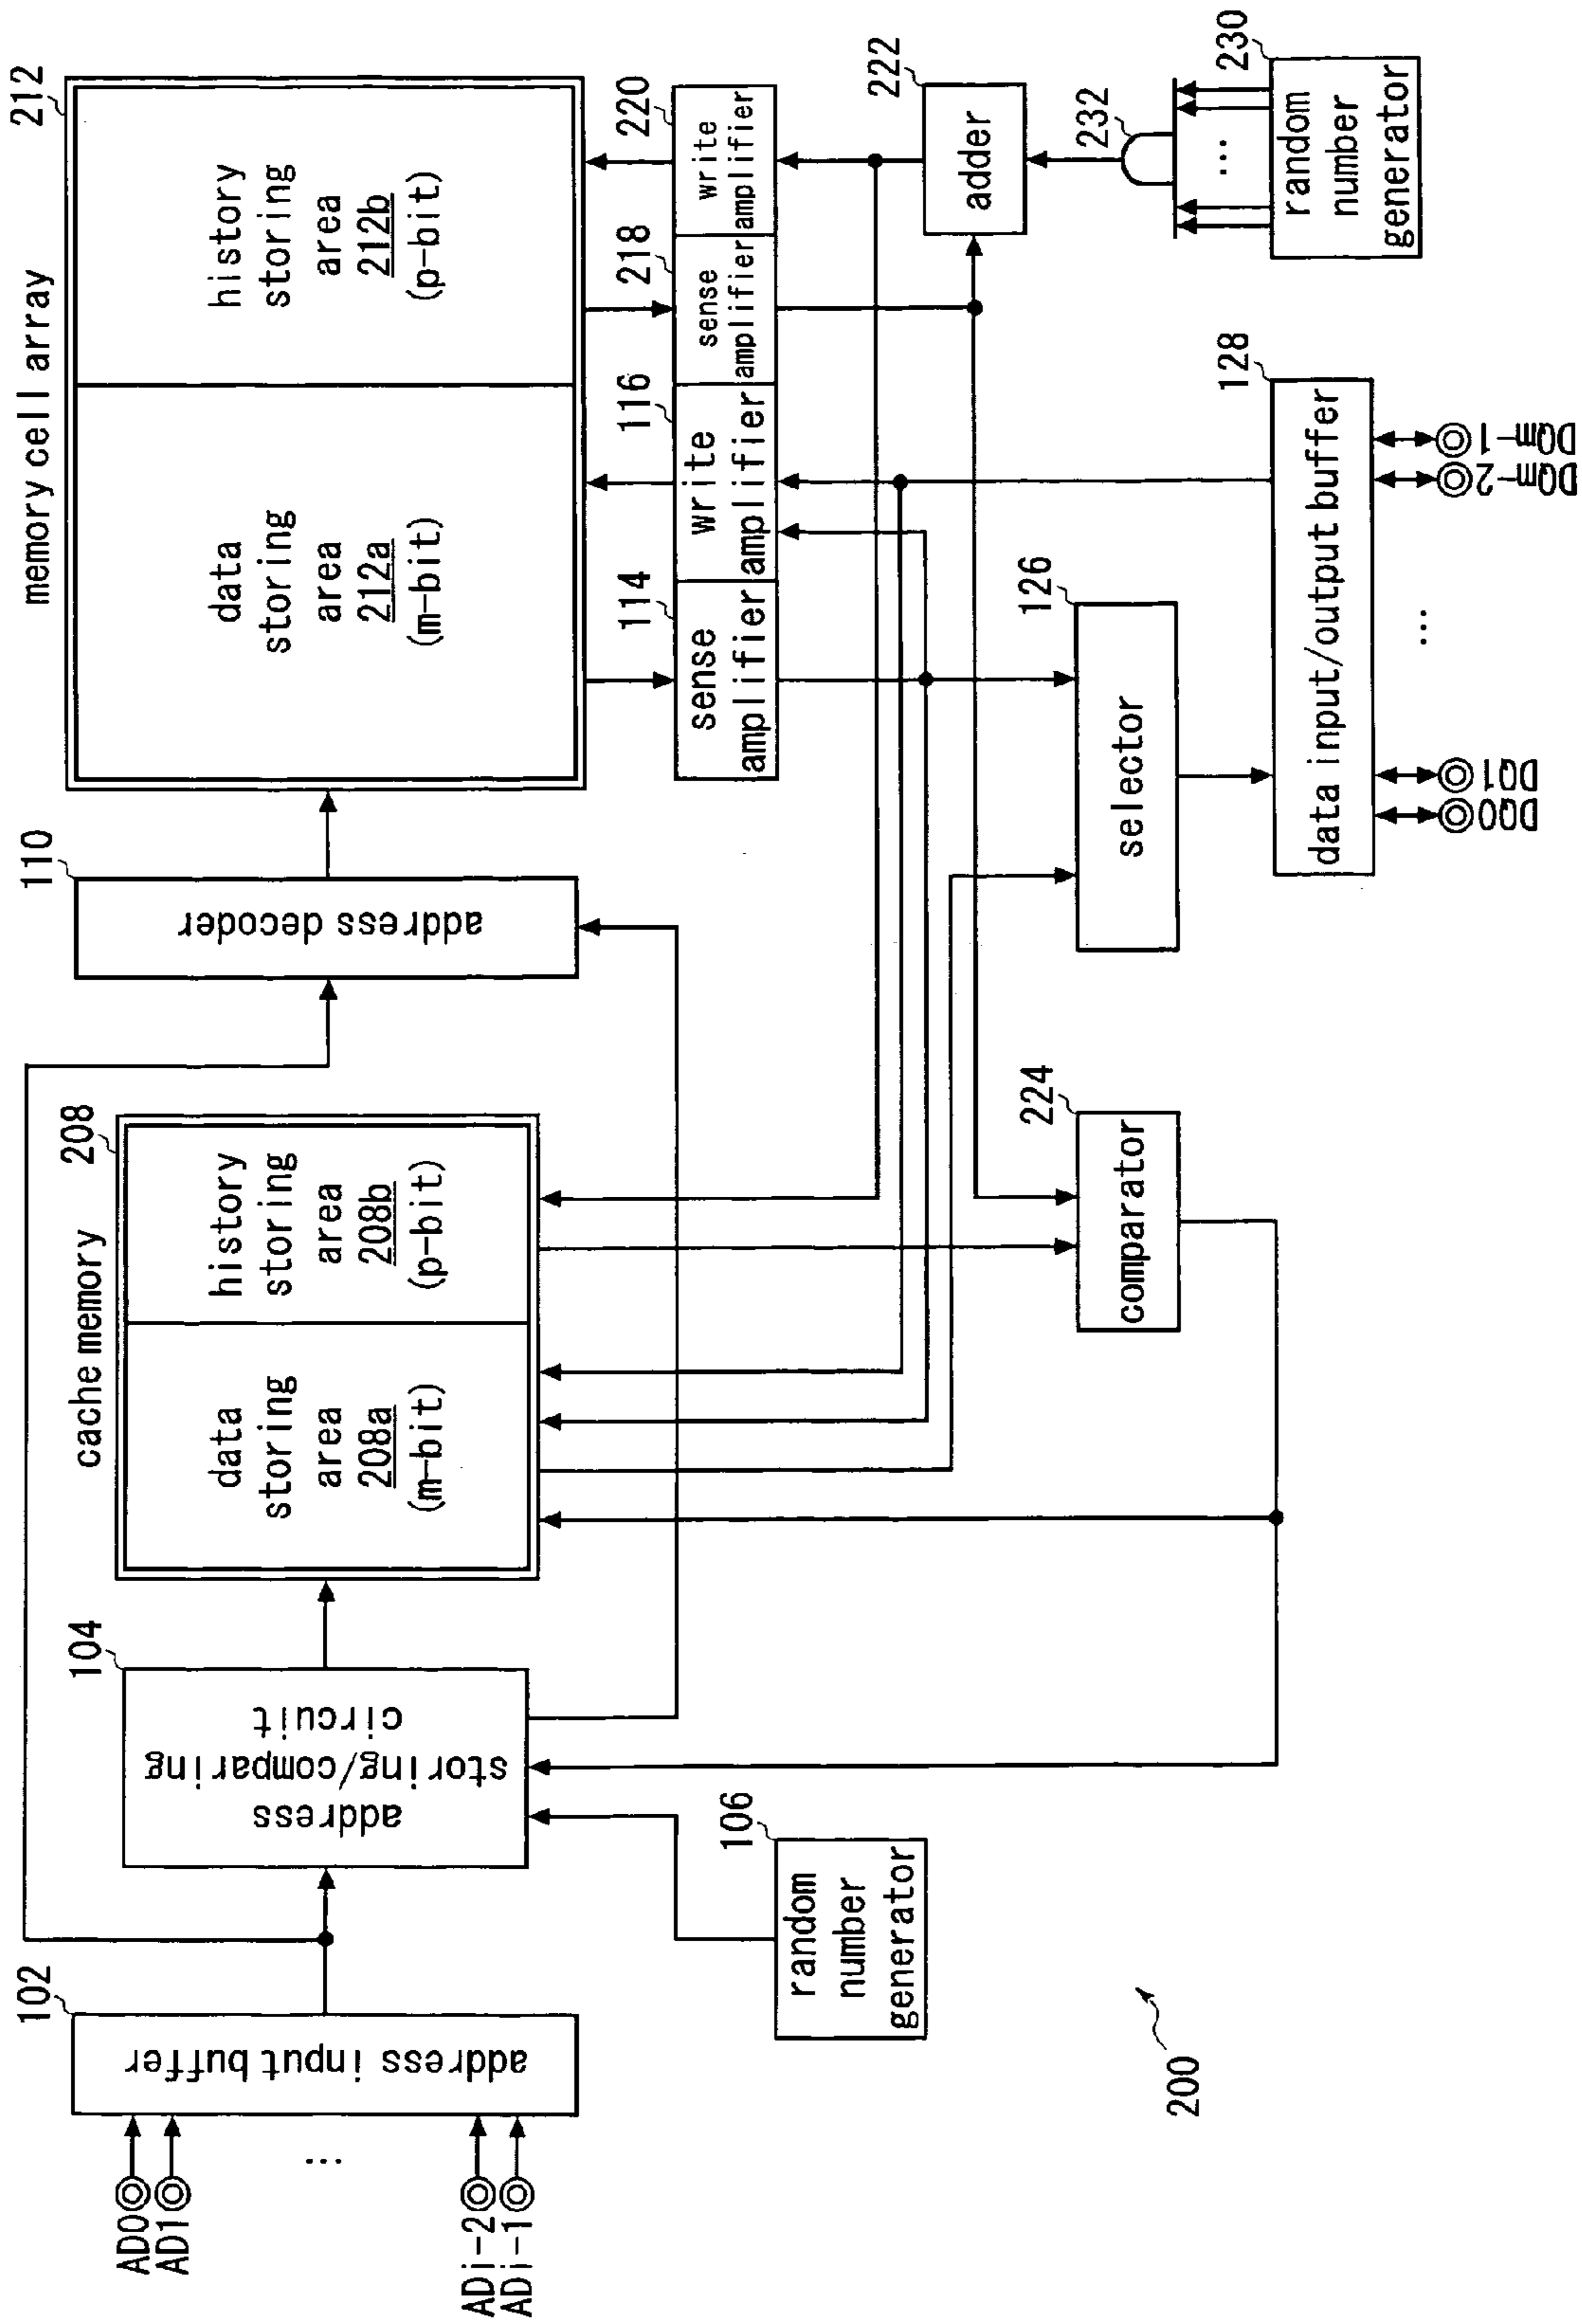 memory cell array
212
data
storing
area
212a
(m-bit)
history
storing
area
212b
(p-bit)
110
address decoder
cache memory
208
data
storing
area
208a
(m-bit)
history
storing
area
208b
(p-bit)
104
address
storing/comparing
circuit
102
address input buffer
AD0
AD1
...
ADi-2
ADi-1
106
random
number
generator
114
sense
amplifier
116
write
amplifier
218
sense
amplifier
220
write
amplifier
222
adder
232
...
230
random
number
generator
224
comparator
126
selector
128
data input/output buffer
DQ0
DQ1
...
DQm-2
DQm-1
200